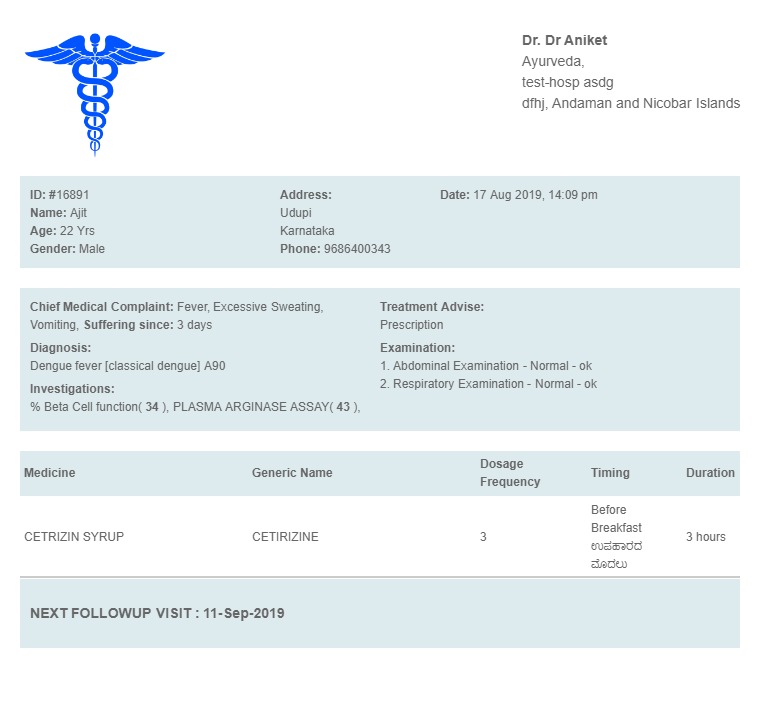 Dr. Dr Aniket
Ayurveda,
test-hosp asdg
dfhj, Andaman and Nicobar Islands
ID: #16891
Name: Ajit
Age: 22 Yrs
Gender: Male
Address:
Udupi
Karnataka
Phone: 9686400343
Date: 17 Aug 2019, 14:09 pm
Chief Medical Complaint: Fever, Excessive Sweating,
Vomiting, Suffering since: 3 days
Diagnosis:
Dengue fever [classical dengue] A90
Investigations:
% Beta Cell function( 34 ), PLASMA ARGINASE ASSAY( 43 ),
Treatment Advise:
Prescription
Examination:
1. Abdominal Examination - Normal - ok
2. Respiratory Examination - Normal - ok
Medicine Generic Name Dosage Frequency Timing Duration
CETRIZIN SYRUP CETIRIZINE 3 Before Breakfast ಉಪಹಾರದ ಮೊದಲು 3 hours
NEXT FOLLOWUP VISIT : 11-Sep-2019